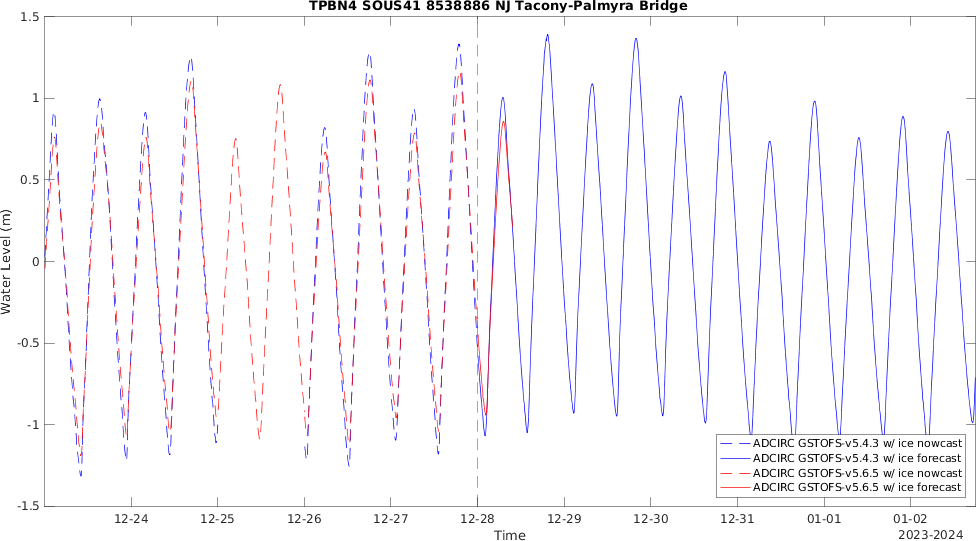 TPBN4 SOUS41 8538886 NJ Tacony-Palmyra Bridge
1.5
1
0.5
0
-0.5
-1
-1.5
Water Level (m)
12-24
12-25
12-26
12-27
12-28
12-29
12-30
12-31
01-01
01-02
Time
2023-2024
ADCIRC GSTOFS-v5.4.3 w/ ice nowcast
ADCIRC GSTOFS-v5.4.3 w/ ice forecast
ADCIRC GSTOFS-v5.6.5 w/ ice nowcast
ADCIRC GSTOFS-v5.6.5 w/ ice forecast